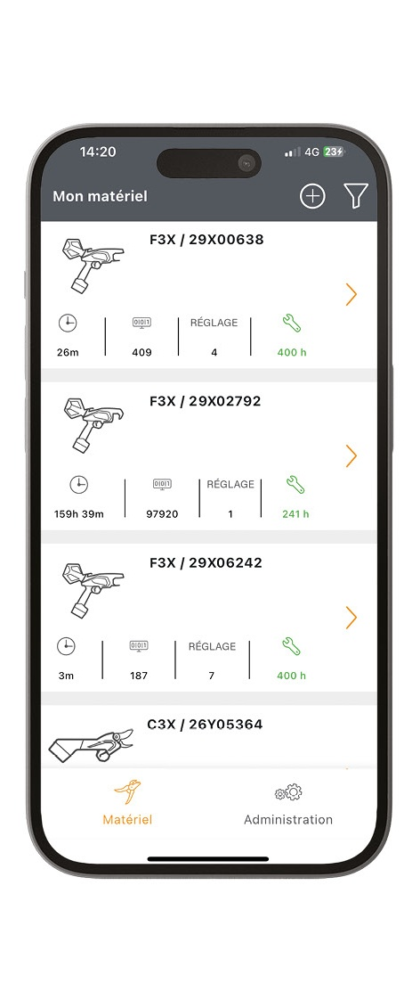 14:20
4G 23
Mon matériel
F3X / 29X00638
RÉGLAGE
26m 409 4 400 h
F3X / 29X02792
RÉGLAGE
159h 39m 97920 1 241 h
F3X / 29X06242
RÉGLAGE
3m 187 7 400 h
C3X / 26Y05364
Matériel Administration